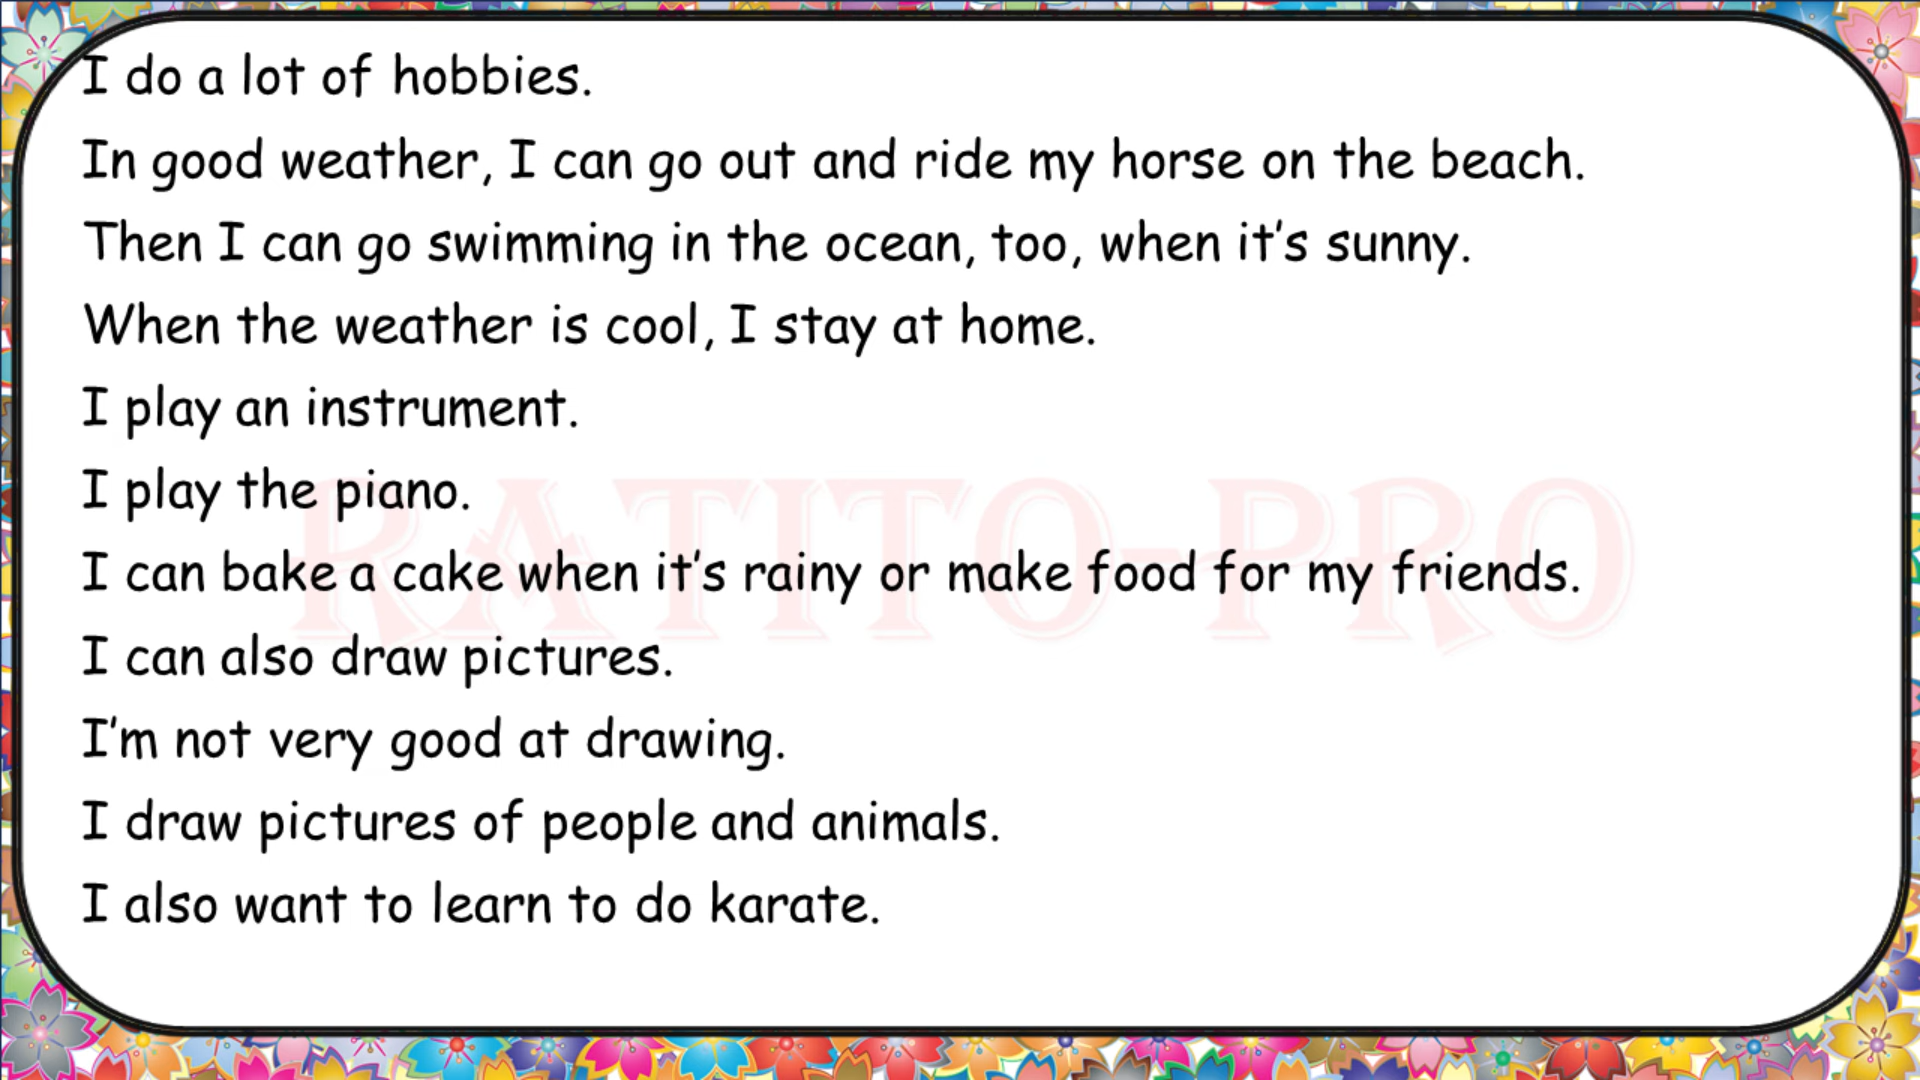 I do a lot of hobbies.
In good weather, I can go out and ride my horse on the beach.
Then I can go swimming in the ocean, too, when it’s sunny.
When the weather is cool, I stay at home.
I play an instrument.
I play the piano.
RATITO-PRO
I can bake a cake when it’s rainy or make food for my friends.
I can also draw pictures.
I’m not very good at drawing.
I draw pictures of people and animals.
I also want to learn to do karate.